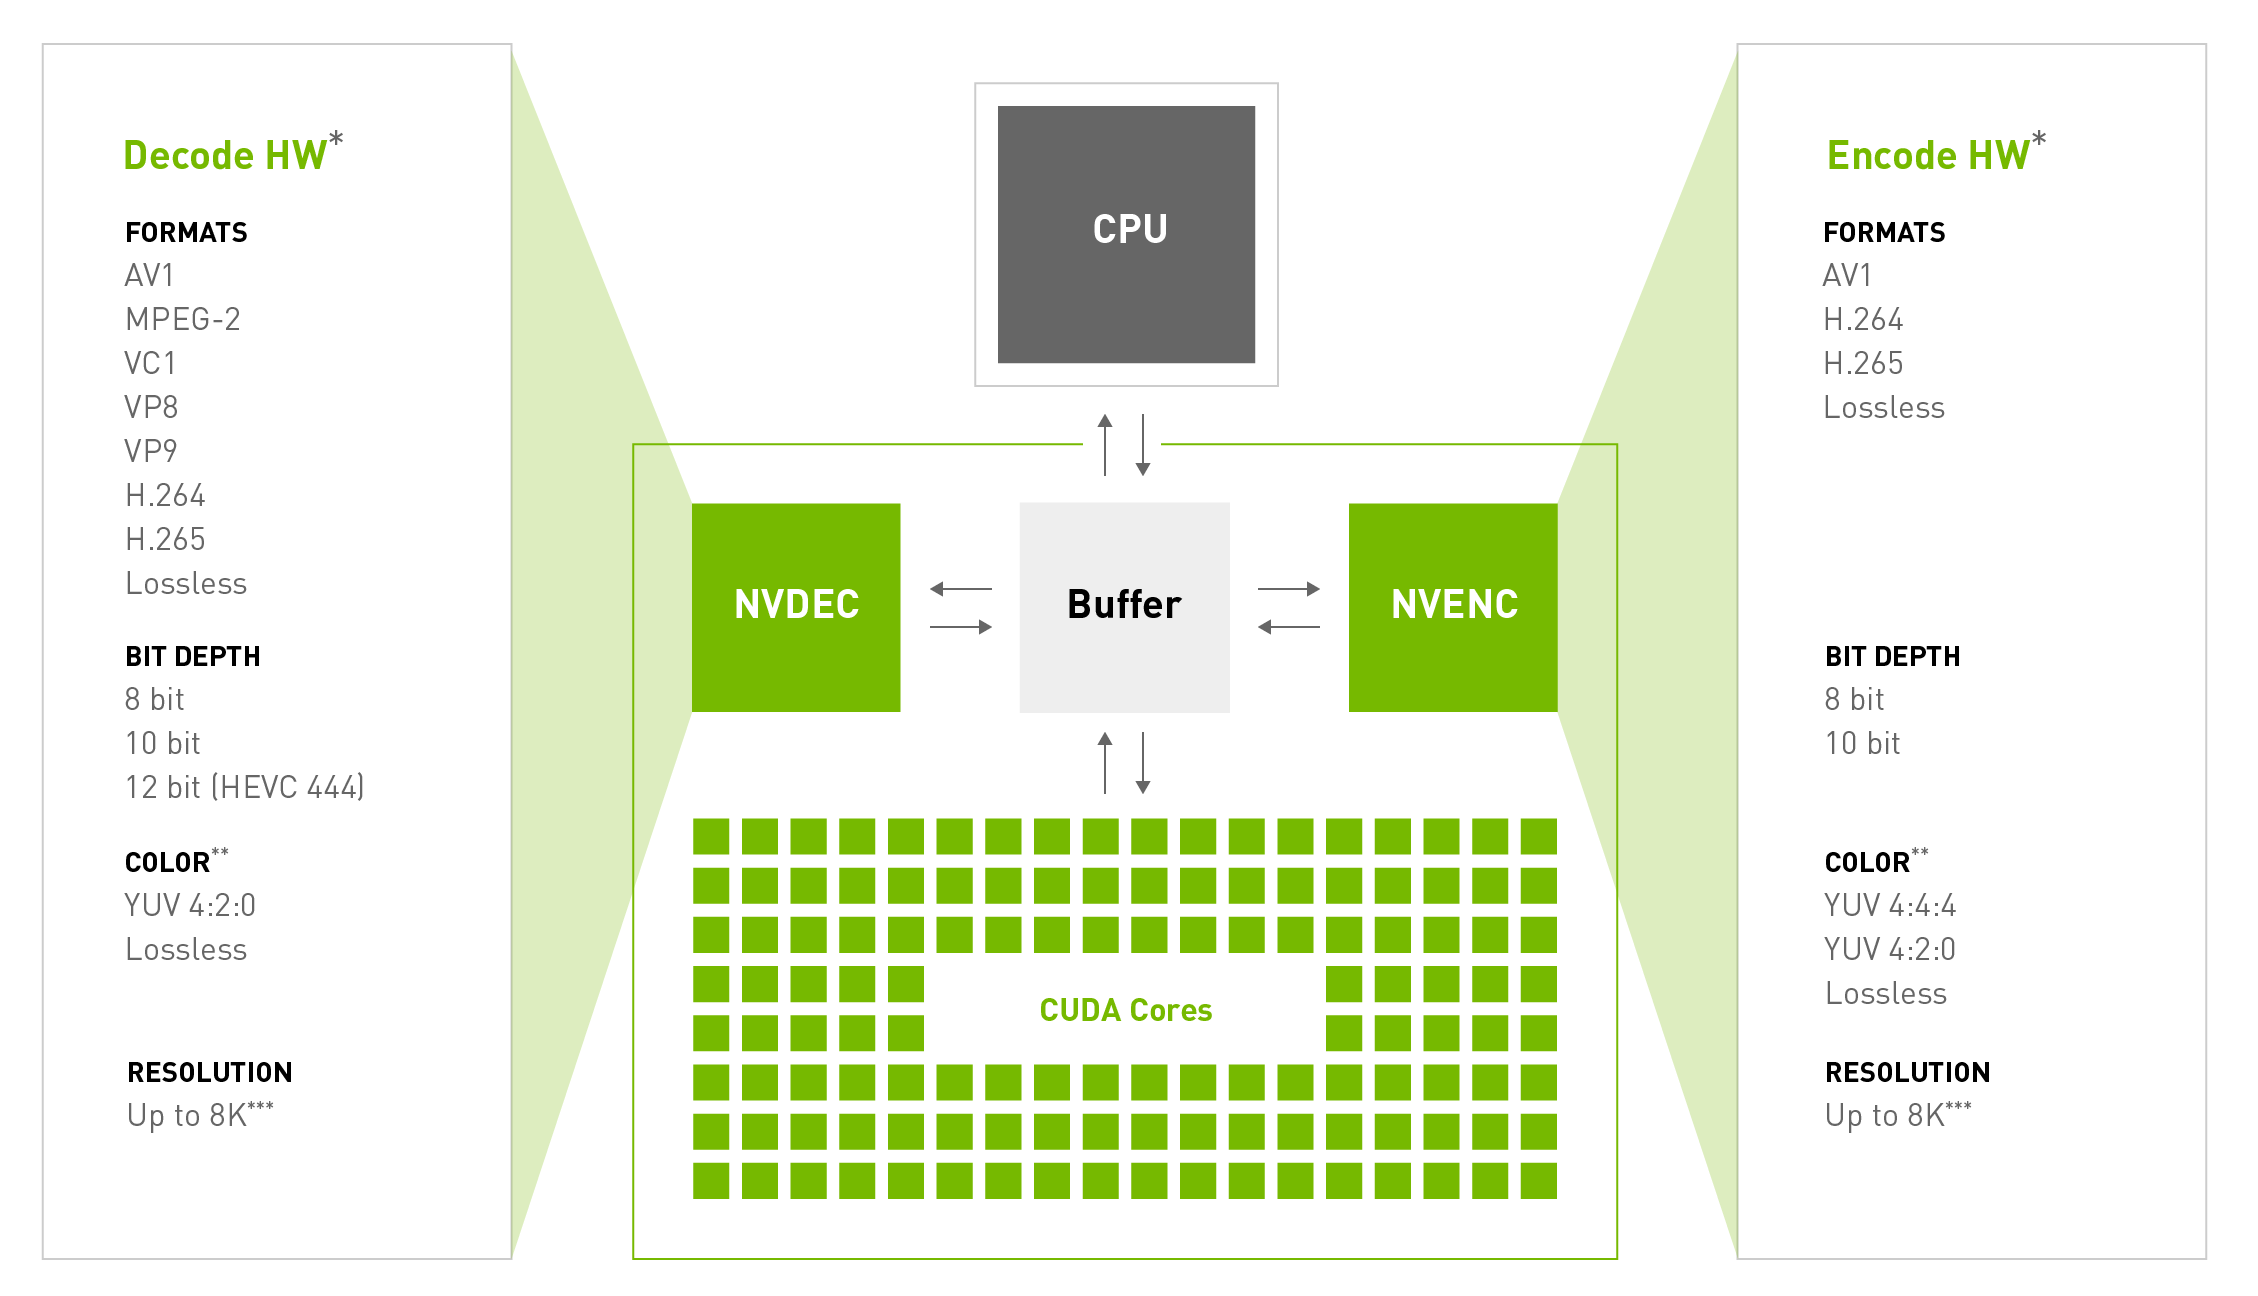 Decode HW*
FORMATS
AV1
MPEG-2
VC1
VP8
VP9
H.264
H.265
Lossless
BIT DEPTH
8 bit
10 bit
12 bit (HEVC 444)
COLOR**
YUV 4:2:0
Lossless
RESOLUTION
Up to 8K***
CPU
NVDEC
Buffer
NVENC
CUDA Cores
Encode HW*
FORMATS
AV1
H.264
H.265
Lossless
BIT DEPTH
8 bit
10 bit
COLOR**
YUV 4:4:4
YUV 4:2:0
Lossless
RESOLUTION
Up to 8K***